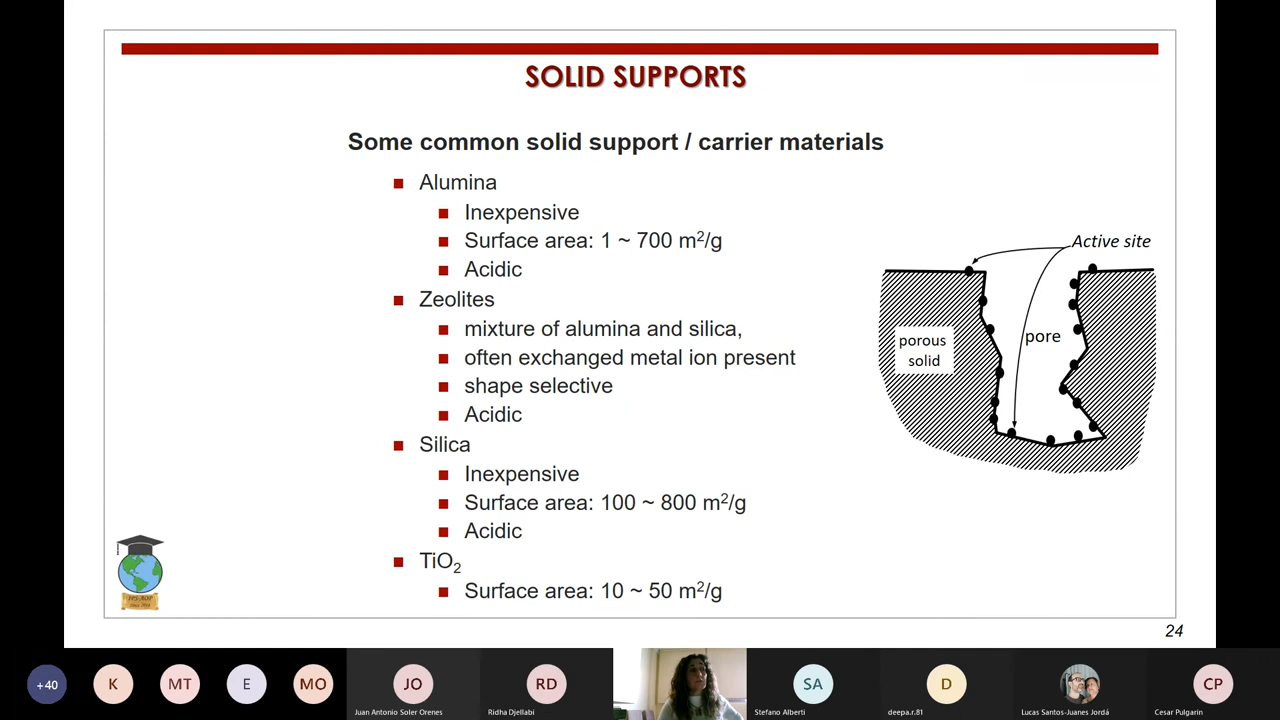 SOLID SUPPORTS
Some common solid support / carrier materials
Alumina
Inexpensive
Surface area: 1 ~ 700 m²/g
Acidic
Zeolites
mixture of alumina and silica,
often exchanged metal ion present
shape selective
Acidic
Silica
Inexpensive
Surface area: 100 ~ 800 m²/g
Acidic
TiO₂
Surface area: 10 ~ 50 m²/g
Active site
pore
porous
solid
24
+40
K
MT
E
MO
JO
Juan Antonio Soler Orenes
RD
Ridha Djellabi
SA
Stefano Alberti
D
deepa.r.81
Lucas Santos-Juanes Jordá
CP
Cesar Pulgarin